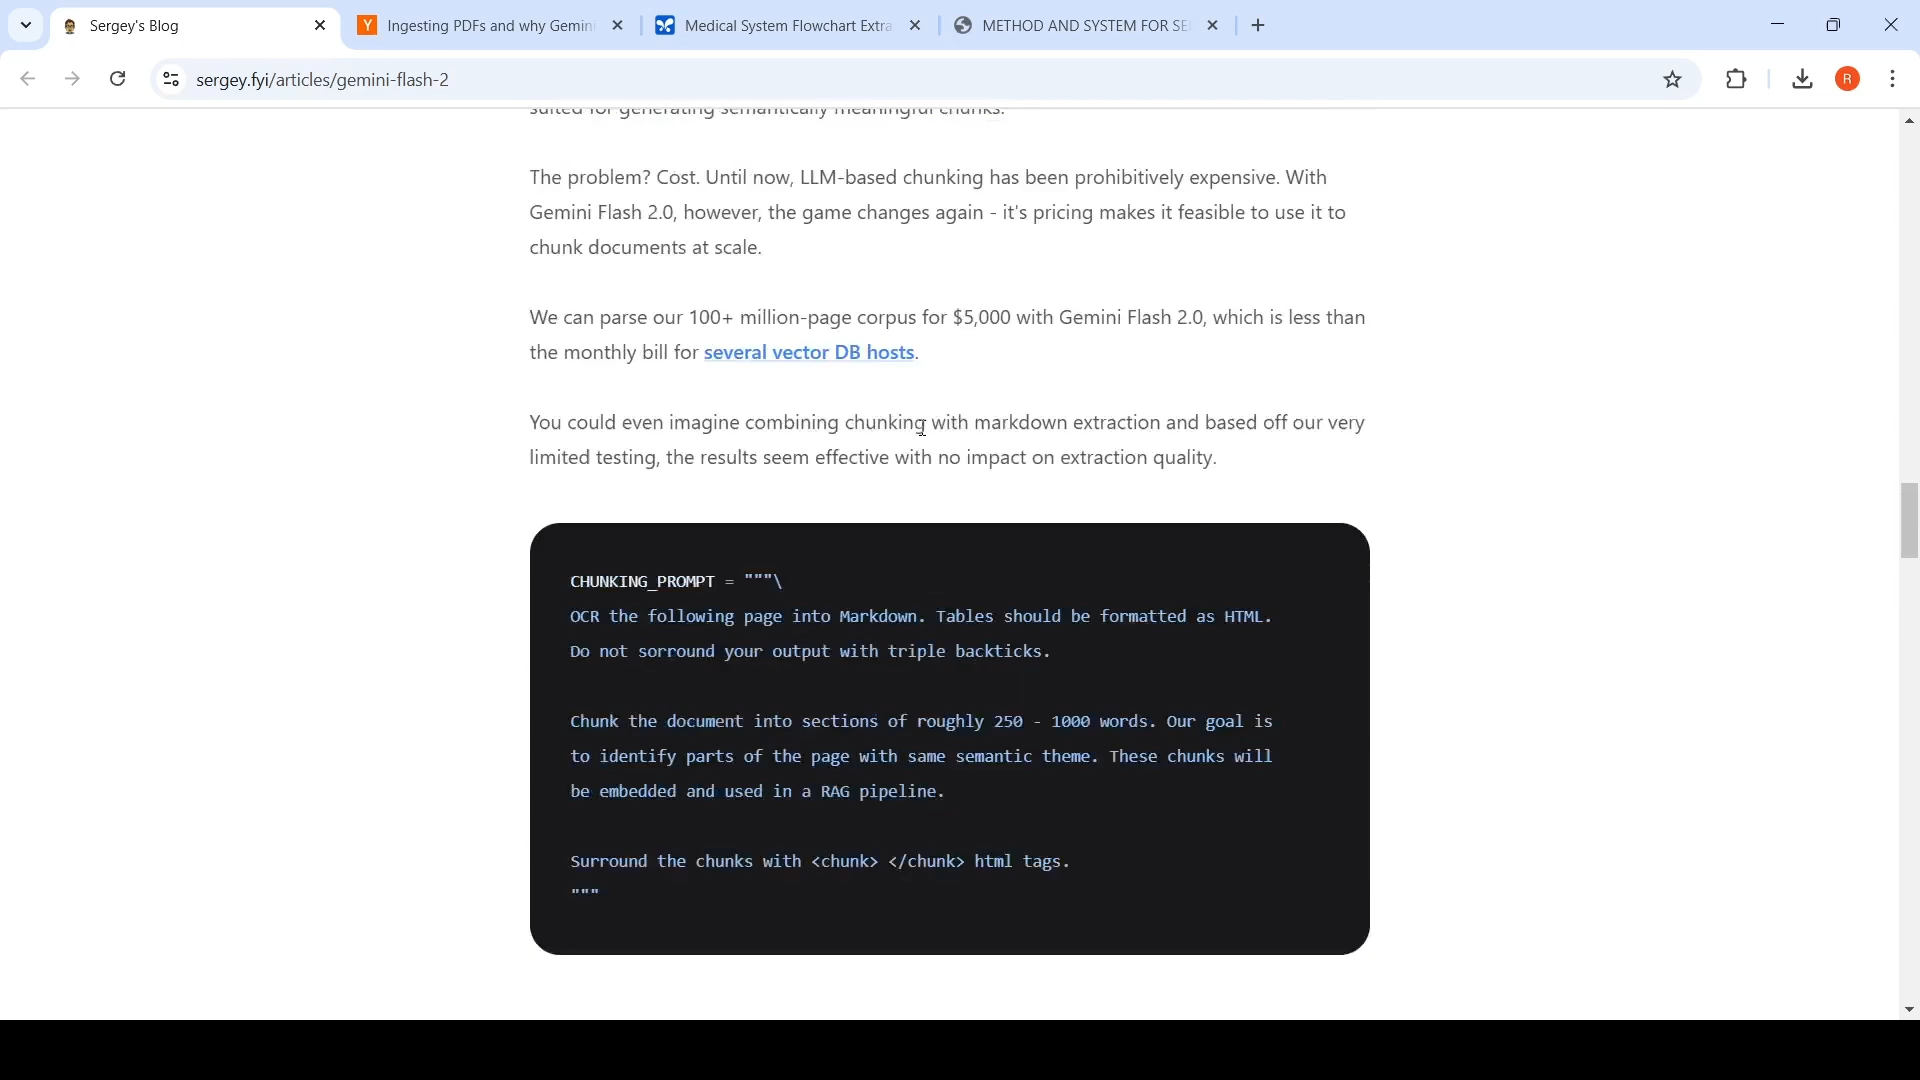 Sergey's Blog
Ingesting PDFs and why Gemini
Medical System Flowchart Extra
METHOD AND SYSTEM FOR SE
sergey.fyi/articles/gemini-flash-2
R
suited for generating semantically meaningful chunks.
The problem? Cost. Until now, LLM-based chunking has been prohibitively expensive. With
Gemini Flash 2.0, however, the game changes again - it's pricing makes it feasible to use it to
chunk documents at scale.
We can parse our 100+ million-page corpus for $5,000 with Gemini Flash 2.0, which is less than
the monthly bill for several vector DB hosts.
You could even imagine combining chunking with markdown extraction and based off our very
limited testing, the results seem effective with no impact on extraction quality.
CHUNKING_PROMPT = """\
OCR the following page into Markdown. Tables should be formatted as HTML.
Do not sorround your output with triple backticks.
Chunk the document into sections of roughly 250 - 1000 words. Our goal is
to identify parts of the page with same semantic theme. These chunks will
be embedded and used in a RAG pipeline.
Surround the chunks with <chunk> </chunk> html tags.
"""